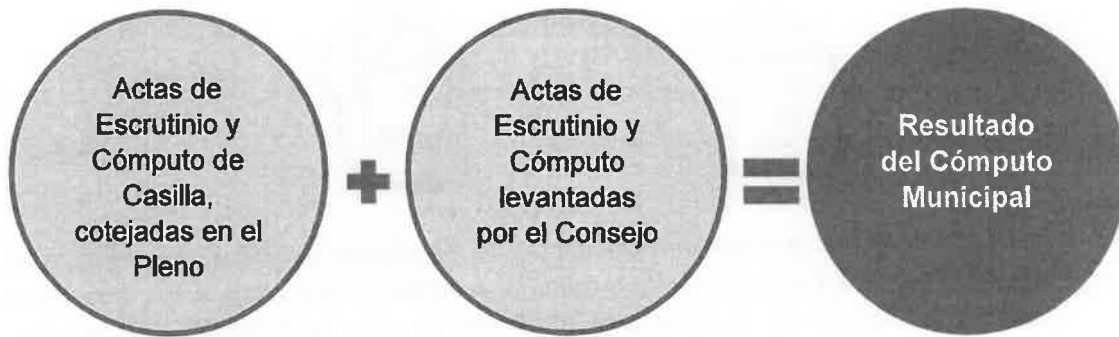 Actas de
Escrutinio y
Cómputo de
Casilla,
cotejadas en el
Pleno
+
Actas de
Escrutinio y
Cómputo
levantadas
por el Consejo
=
Resultado
del Cómputo
Municipal